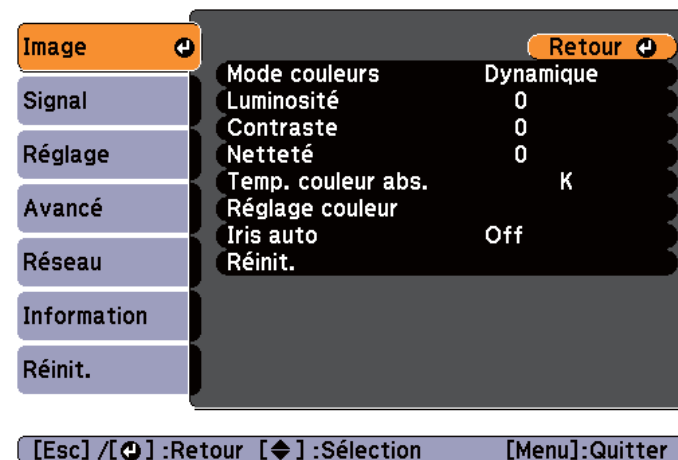 Image
Signal
Réglage
Avancé
Réseau
Information
Réinit.
Retour
Mode couleurs Dynamique
Luminosité 0
Contraste 0
Netteté 0
Temp. couleur abs. K
Réglage couleur
Iris auto Off
Réinit.
[Esc] /[ ] :Retour [ ] :Sélection [Menu]:Quitter